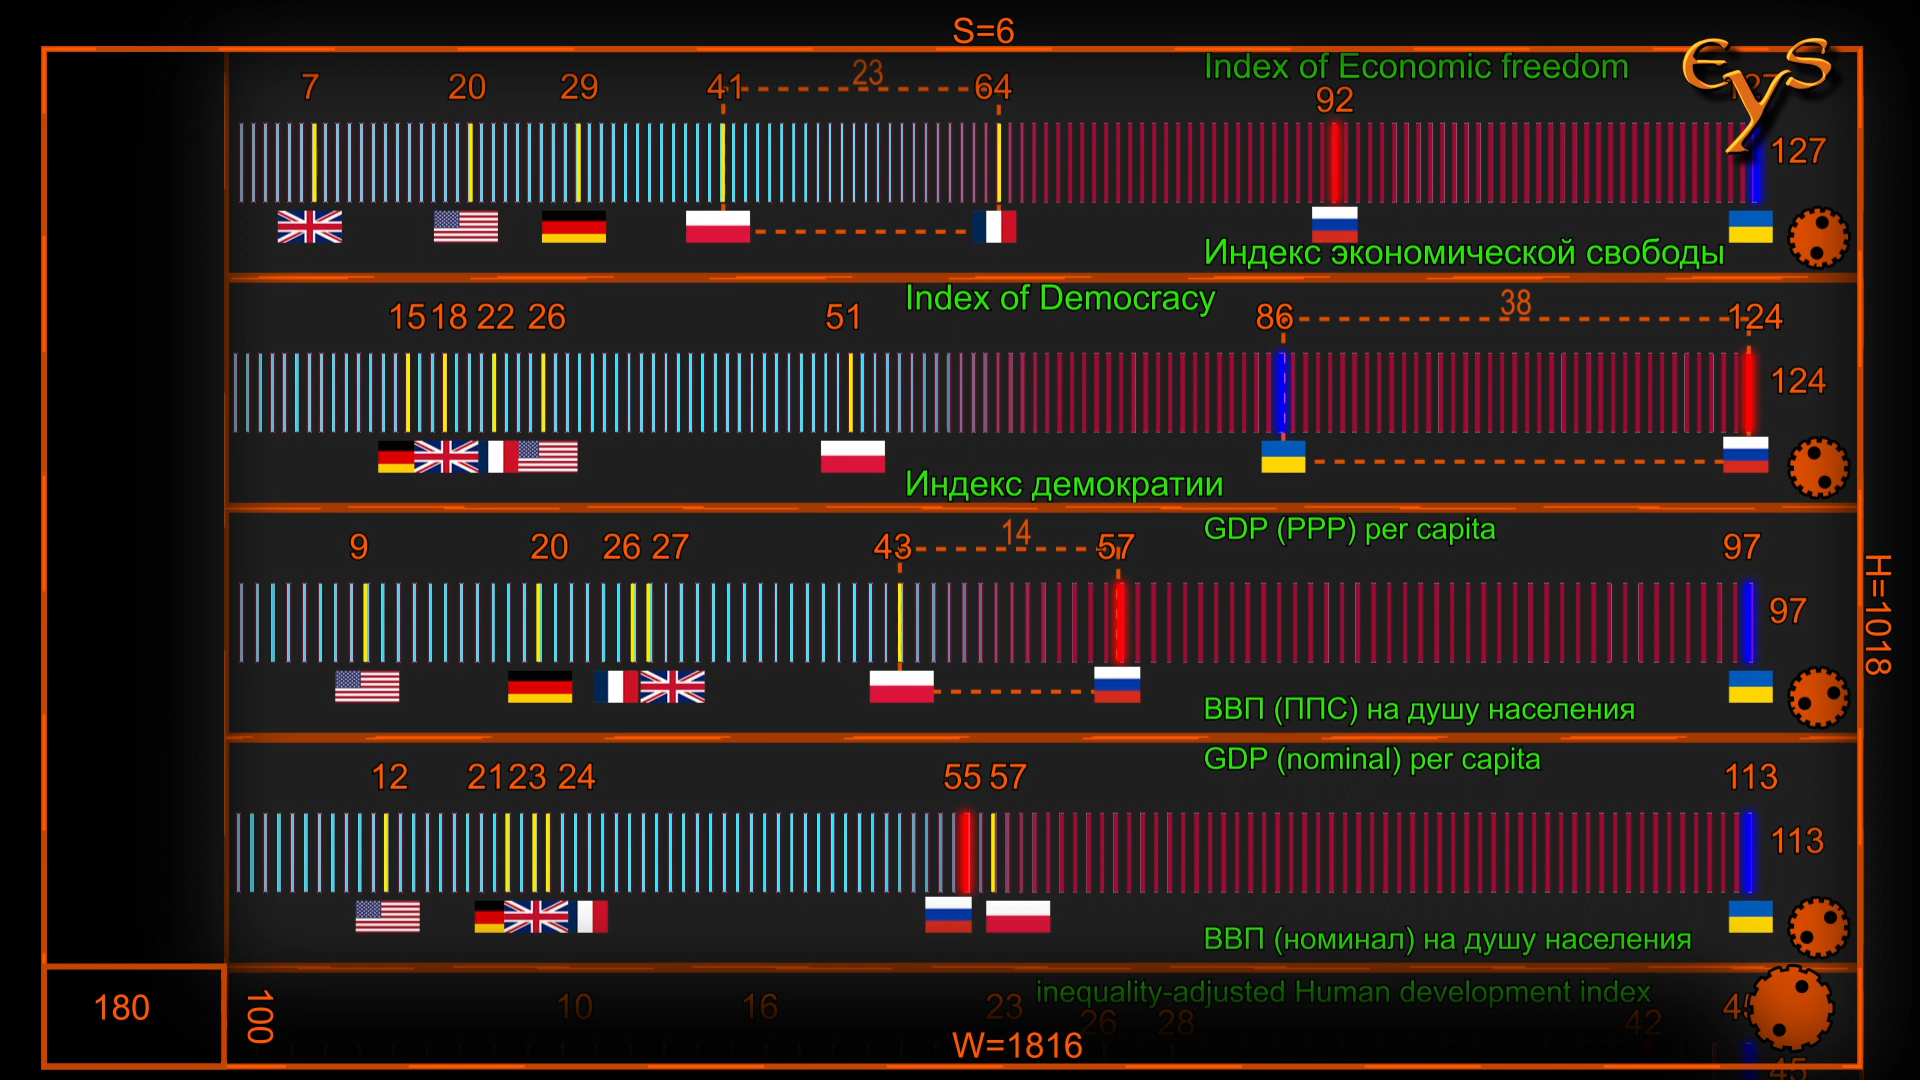 S=6
Index of Economic freedom
7 20 29 41 23 64 92 127
127
Индекс экономической свободы
Index of Democracy
15 18 22 26 51 86 38 124
124
Индекс демократии
GDP (PPP) per capita
9 20 26 27 43 14 57 97
97
ВВП (ППС) на душу населения
GDP (nominal) per capita
12 21 23 24 55 57 113
113
ВВП (номинал) на душу населения
inequality-adjusted Human development index
10 16 23 26 28 42 45
45
180
100
W=1816
H=1018
EYS